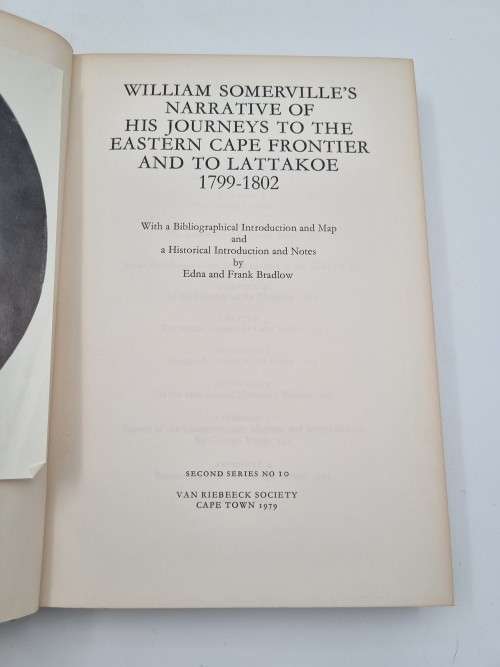 WILLIAM SOMERVILLE'S
NARRATIVE OF
HIS JOURNEYS TO THE
EASTERN CAPE FRONTIER
AND TO LATTAKOE
1799-1802
With a Bibliographical Introduction and Map
and
a Historical Introduction and Notes
by
Edna and Frank Bradlow
SECOND SERIES NO 10
VAN RIEBEECK SOCIETY
CAPE TOWN 1979